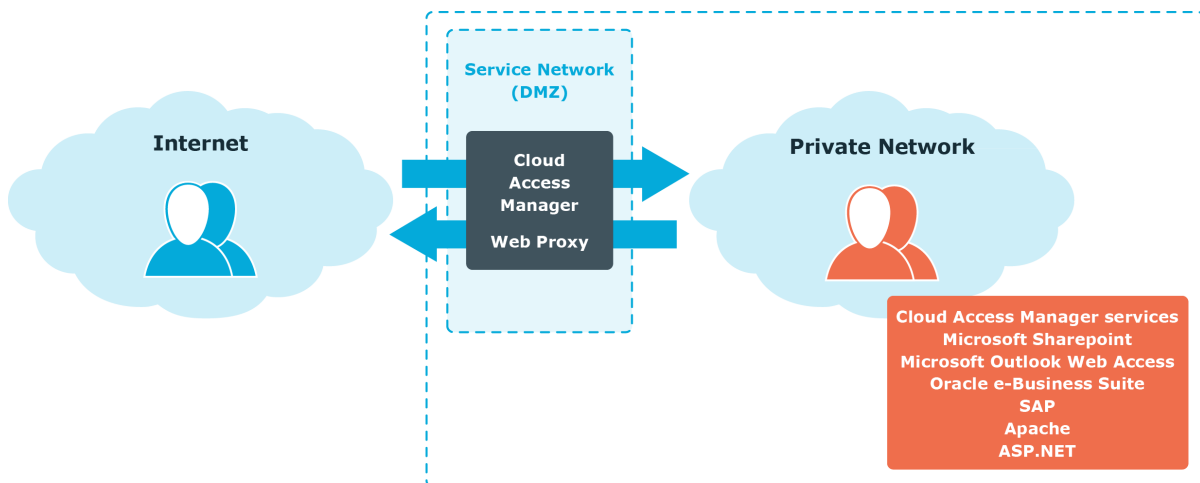 Service Network
(DMZ)
Internet
Cloud
Access
Manager
Web Proxy
Private Network
Cloud Access Manager services
Microsoft Sharepoint
Microsoft Outlook Web Access
Oracle e-Business Suite
SAP
Apache
ASP.NET